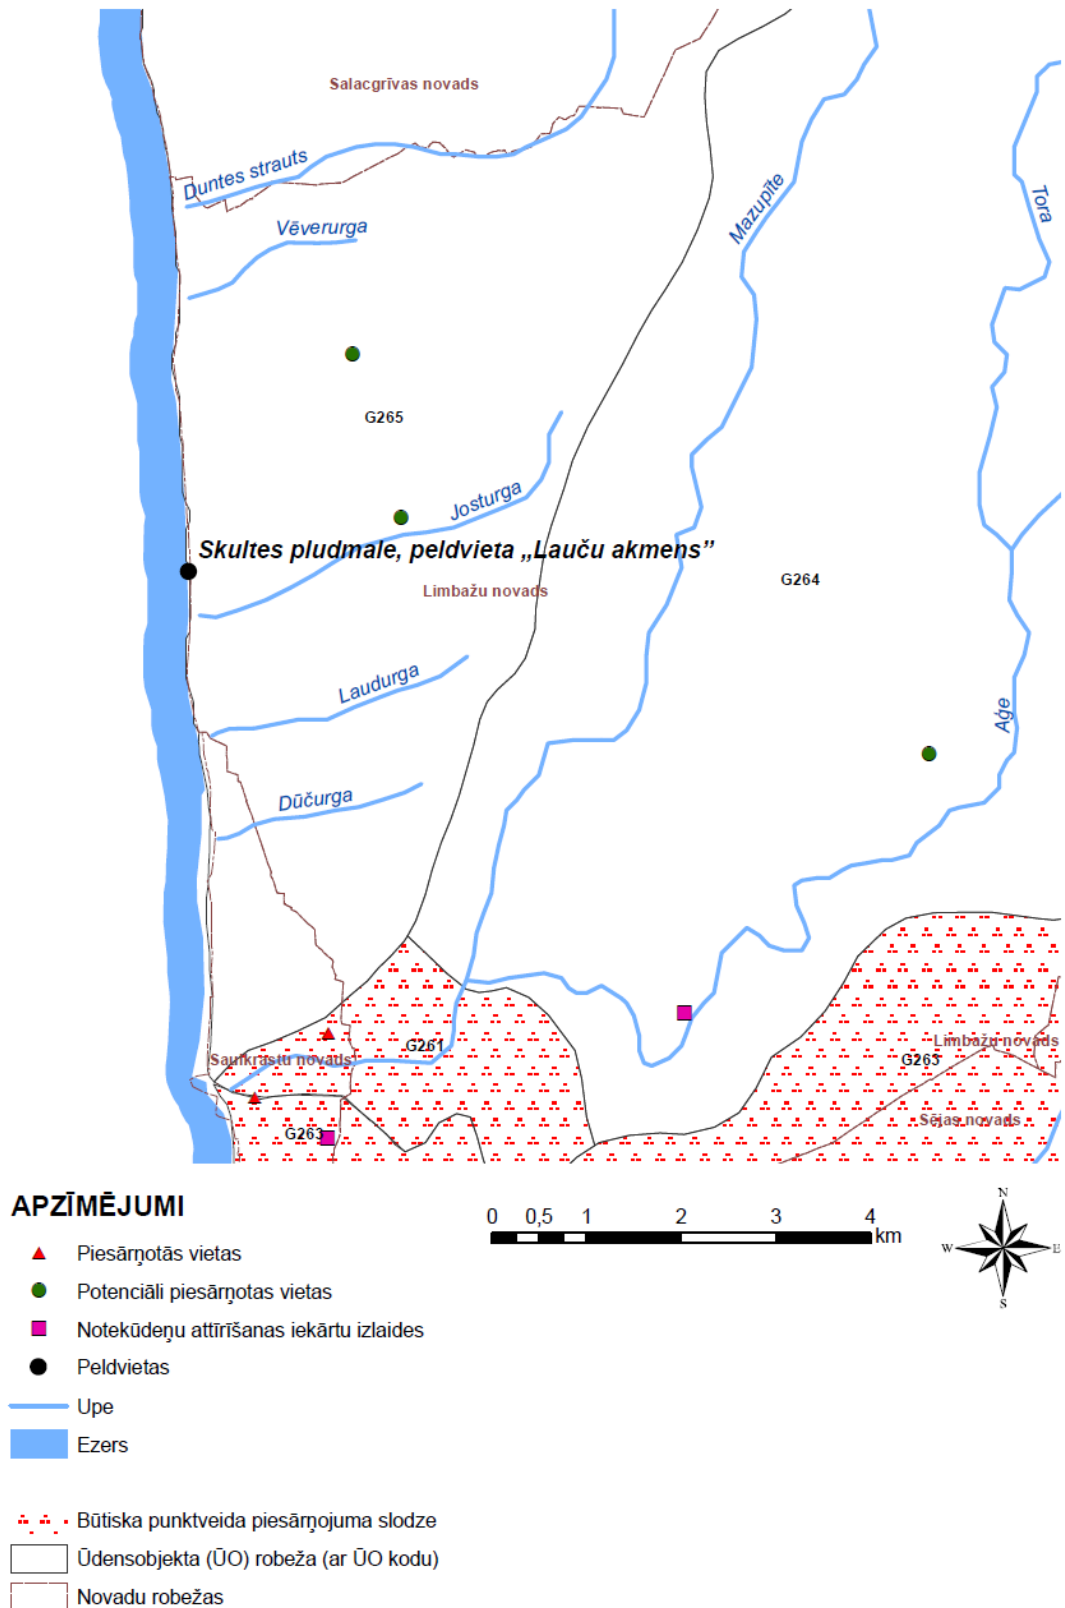 Salacgrīvas novads
Duntes strauts
Vēverurga
Mazupīte
Tora
G265
Josturga
Skultes pludmale, peldvieta „Lauču akmens”
G264
Limbažu novads
Laudurga
Aģe
Dūčurga
G261
Limbažu novads
Saulkrastu novads
G263
Sējas novads
G263
APZĪMĒJUMI
0 0,5 1 2 3 4
km
N
W E
S
Piesārņotās vietas
Potenciāli piesārņotas vietas
Notekūdeņu attīrīšanas iekārtu izlaides
Peldvietas
Upe
Ezers
Būtiska punktveida piesārņojuma slodze
Ūdensobjekta (ŪO) robeža (ar ŪO kodu)
Novadu robežas